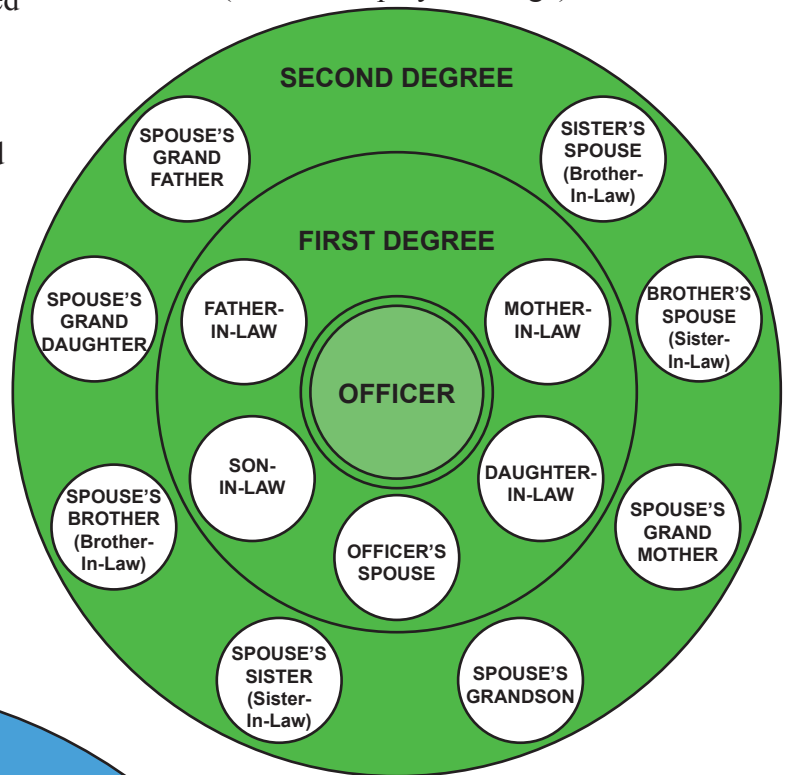 ed
d
SECOND DEGREE
SPOUSE'S
GRAND
FATHER
SISTER'S
SPOUSE
(Brother-
In-Law)
FIRST DEGREE
SPOUSE'S
GRAND
DAUGHTER
FATHER-
IN-LAW
MOTHER-
IN-LAW
BROTHER'S
SPOUSE
(Sister-
In-Law)
OFFICER
SON-
IN-LAW
DAUGHTER-
IN-LAW
SPOUSE'S
BROTHER
(Brother-
In-Law)
OFFICER'S
SPOUSE
SPOUSE'S
GRAND
MOTHER
SPOUSE'S
SISTER
(Sister-
In-Law)
SPOUSE'S
GRANDSON